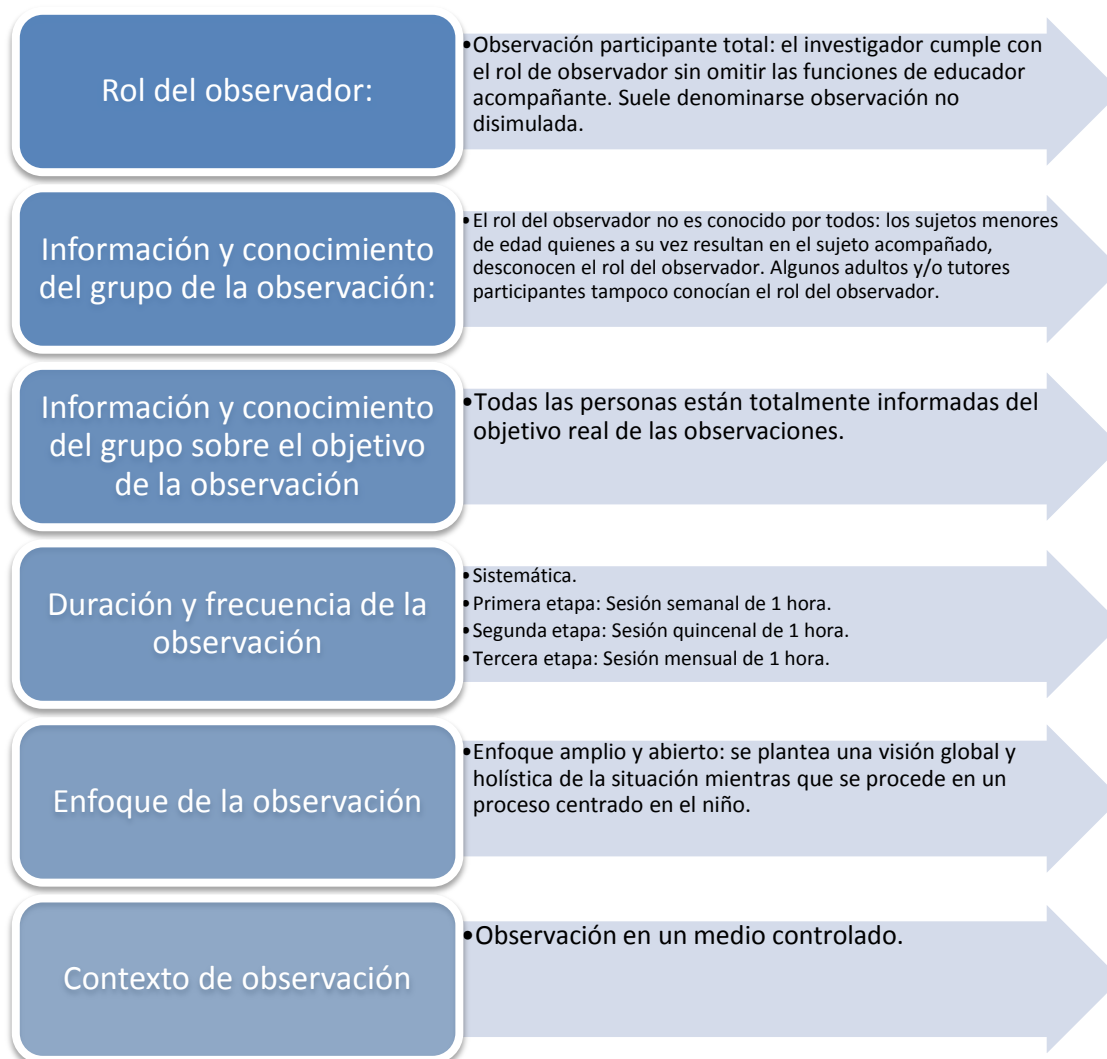 Rol del observador:
•Observación participante total: el investigador cumple con
el rol de observador sin omitir las funciones de educador
acompañante. Suele denominarse observación no
disimulada.
Información y conocimiento
del grupo de la observación:
•El rol del observador no es conocido por todos: los sujetos menores
de edad quienes a su vez resultan en el sujeto acompañado,
desconocen el rol del observador. Algunos adultos y/o tutores
participantes tampoco conocían el rol del observador.
Información y conocimiento
del grupo sobre el objetivo
de la observación
•Todas las personas están totalmente informadas del
objetivo real de las observaciones.
Duración y frecuencia de la
observación
•Sistemática.
•Primera etapa: Sesión semanal de 1 hora.
•Segunda etapa: Sesión quincenal de 1 hora.
•Tercera etapa: Sesión mensual de 1 hora.
Enfoque de la observación
•Enfoque amplio y abierto: se plantea una visión global y
holística de la situación mientras que se procede en un
proceso centrado en el niño.
Contexto de observación
•Observación en un medio controlado.